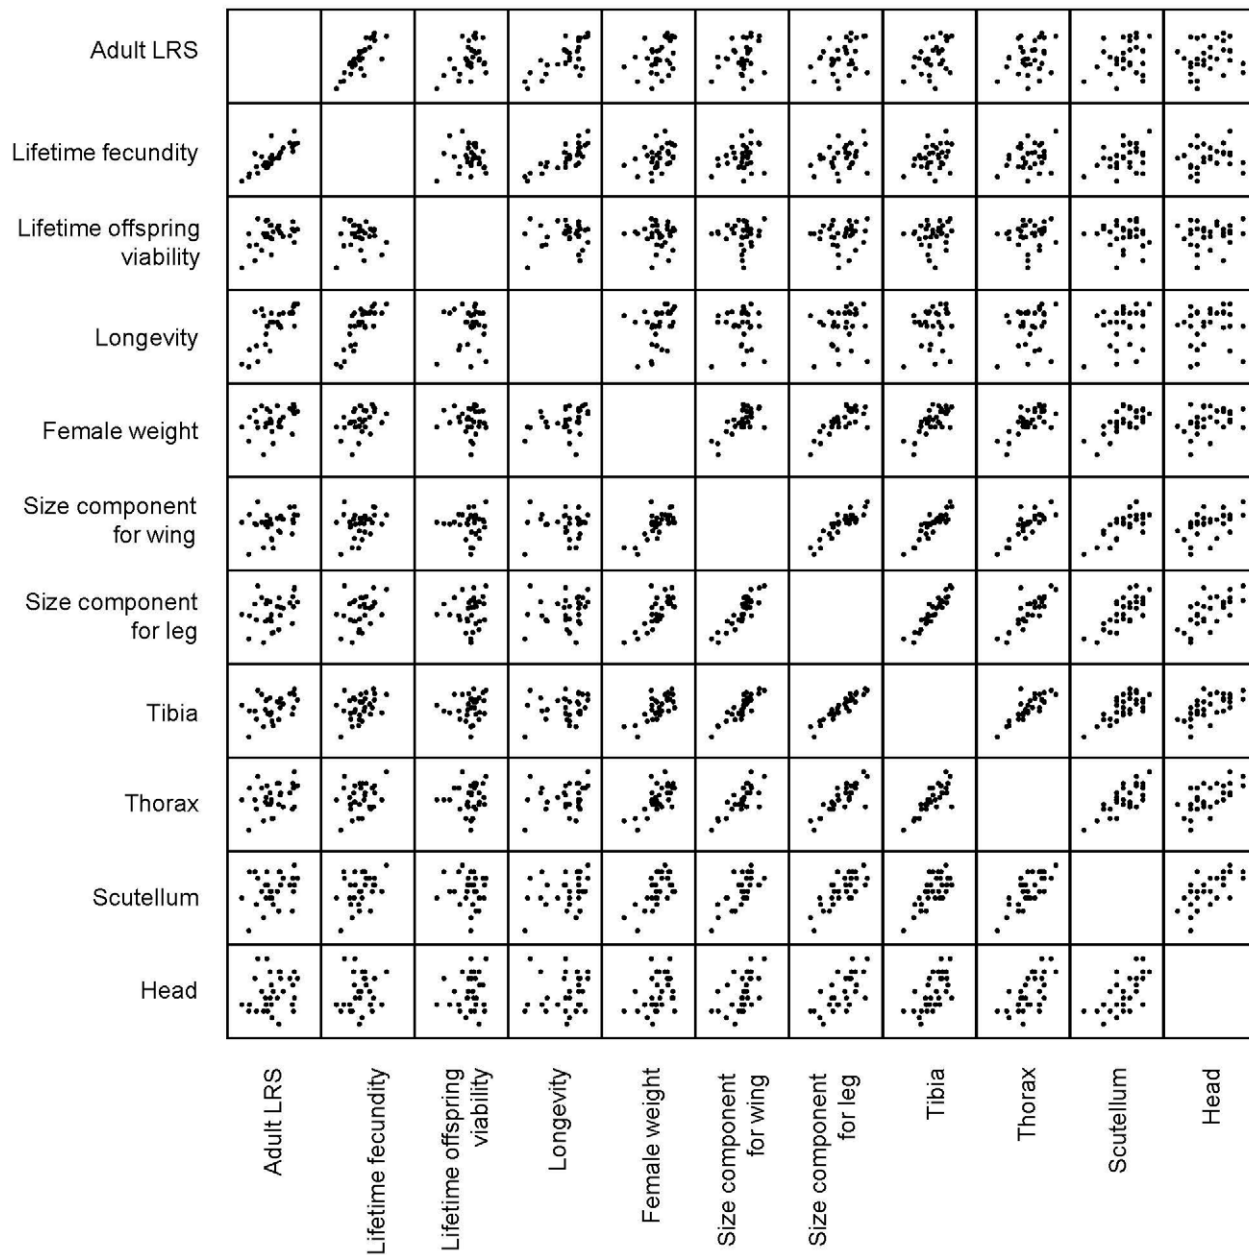 Adult LRS
Lifetime fecundity
Lifetime offspring
viability
Longevity
Female weight
Size component
for wing
Size component
for leg
Tibia
Thorax
Scutellum
Head
Adult LRS
Lifetime fecundity
Lifetime offspring
viability
Longevity
Female weight
Size component
for wing
Size component
for leg
Tibia
Thorax
Scutellum
Head